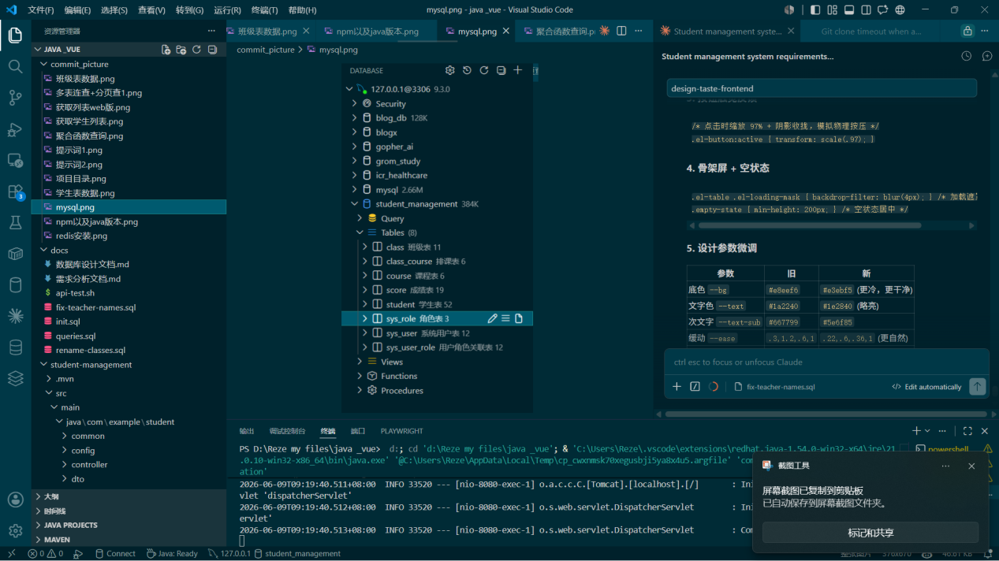 文件(F) 编辑(E) 选择(S) 查看(V) 转到(G) 运行(R) 终端(T) 帮助(H)
mysql.png - java _vue - Visual Studio Code
资源管理器
JAVA _VUE
commit_picture
班级表数据.png
多表连查+分页查1.png
获取列表web版.png
获取学生列表.png
聚合函数查询.png
提示词1.png
提示词2.png
项目目录.png
学生表数据.png
mysql.png
npm以及java版本.png
redis安装.png
docs
数据库设计文档.md
需求分析文档.md
$ api-test.sh
fix-teacher-names.sql
init.sql
queries.sql
rename-classes.sql
student-management
.mvn
src
main
java\com\example\student
common
config
controller
dto
大纲
时间线
JAVA PROJECTS
MAVEN
3
班级表数据.png
npm以及java版本.png
mysql.png
聚合函数查询.p
commit_picture > mysql.png
DATABASE
127.0.0.1@3306 9.3.0
Security
blog_db 128K
blogx
gopher_ai
grom_study
icr_healthcare
mysql 2.66M
student_management 384K
Query
Tables (8)
class 班级表 11
class_course 排课表 6
course 课程表 6
score 成绩表 19
student 学生表 52
sys_role 角色表 3
sys_user 系统用户表 12
sys_user_role 用户角色关联表 12
Views
Functions
Procedures
Student management syste...
Git clone timeout when a...
Student management system requirements...
design-taste-frontend
/* 点击时缩放 97% + 阴影收拢，模拟物理按压 */
.el-button:active { transform: scale(.97); }
4. 骨架屏 + 空状态
.el-table .el-loading-mask { backdrop-filter: blur(4px); } /* 加载遮
.empty-state { min-height: 200px; } /* 空状态居中 */
5. 设计参数微调
参数 旧 新
底色 --bg #e8eef6 #e3ebf5 (更冷，更干净)
文字色 --text #1a2240 #1e2840 (略亮)
次文字 --text-sub #667799 #5e6f85
缓动 --ease .3,1.2,.6,1 .22,.6,.36,1 (更自然)
ctrl esc to focus or unfocus Claude
fix-teacher-names.sql
</> Edit automatically
输出 调试控制台 终端 端口 PLAYWRIGHT
powershell
PS D:\Reze my files\java _vue> d:; cd 'd:\Reze my files\java _vue'; & 'C:\Users\Reze\.vscode\extensions\redhat.java-1.54.0-win32-x64\jre\21
.0.10-win32-x86_64\bin\java.exe' '@C:\Users\Reze\AppData\Local\Temp\cp_cwxnmsk70xegusbji5ya8x4u5.argfile' 'com
ation'
2026-06-09T09:19:40.511+08:00 INFO 33520 --- [nio-8080-exec-1] o.a.c.c.C.[Tomcat].[localhost].[/] : Ini
vlet 'dispatcherServlet'
2026-06-09T09:19:40.512+08:00 INFO 33520 --- [nio-8080-exec-1] o.s.web.servlet.DispatcherServlet : Ini
ervlet'
2026-06-09T09:19:40.513+08:00 INFO 33520 --- [nio-8080-exec-1] o.s.web.servlet.DispatcherServlet : Com
截图工具
屏幕截图已复制到剪贴板
已自动保存到屏幕截图文件夹。
标记和共享
0 0
Connect
Java: Ready
127.0.0.1
student_management